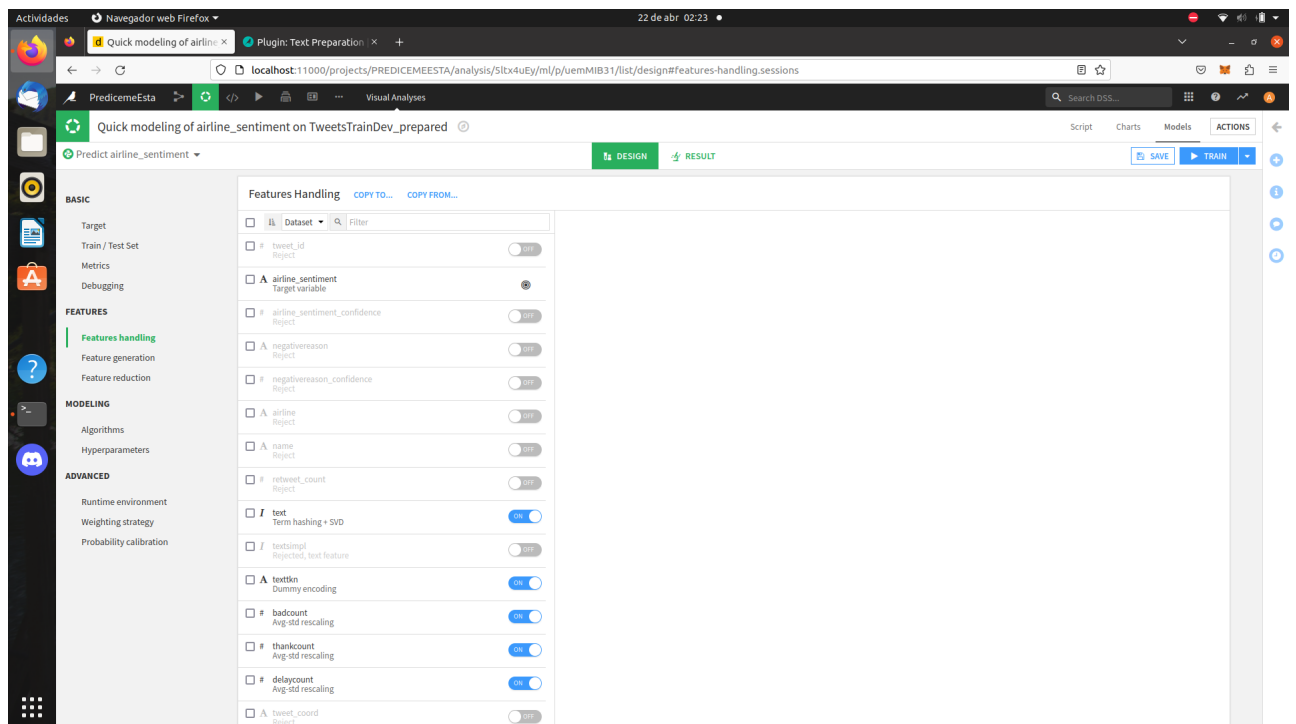 Actividades Navegador web Firefox 22 de abr 02:23
Quick modeling of airline Plugin: Text Preparation
localhost:11000/projects/PREDICEMEESTA/analysis/5ltx4uEy/ml/p/uemMIB31/list/design#features-handling.sessions
PredicemeEsta Visual Analyses Search DSS...
Quick modeling of airline_sentiment on TweetsTrainDev_prepared Script Charts Models ACTIONS
Predict airline_sentiment DESIGN RESULT SAVE TRAIN
BASIC
Target
Train / Test Set
Metrics
Debugging
FEATURES
Features handling
Feature generation
Feature reduction
MODELING
Algorithms
Hyperparameters
ADVANCED
Runtime environment
Weighting strategy
Probability calibration
Features Handling COPY TO... COPY FROM...
Dataset Filter
# tweet_id OFF
Reject
A airline_sentiment
Target variable
# airline_sentiment_confidence OFF
Reject
A negativereason OFF
Reject
# negativereason_confidence OFF
Reject
A airline OFF
Reject
A name OFF
Reject
# retweet_count OFF
Reject
I text ON
Term hashing + SVD
I textsimpl OFF
Rejected, text feature
A texttkn ON
Dummy encoding
# badcount ON
Avg-std rescaling
# thankcount ON
Avg-std rescaling
# delaycount ON
Avg-std rescaling
A tweet_coord OFF
Reject